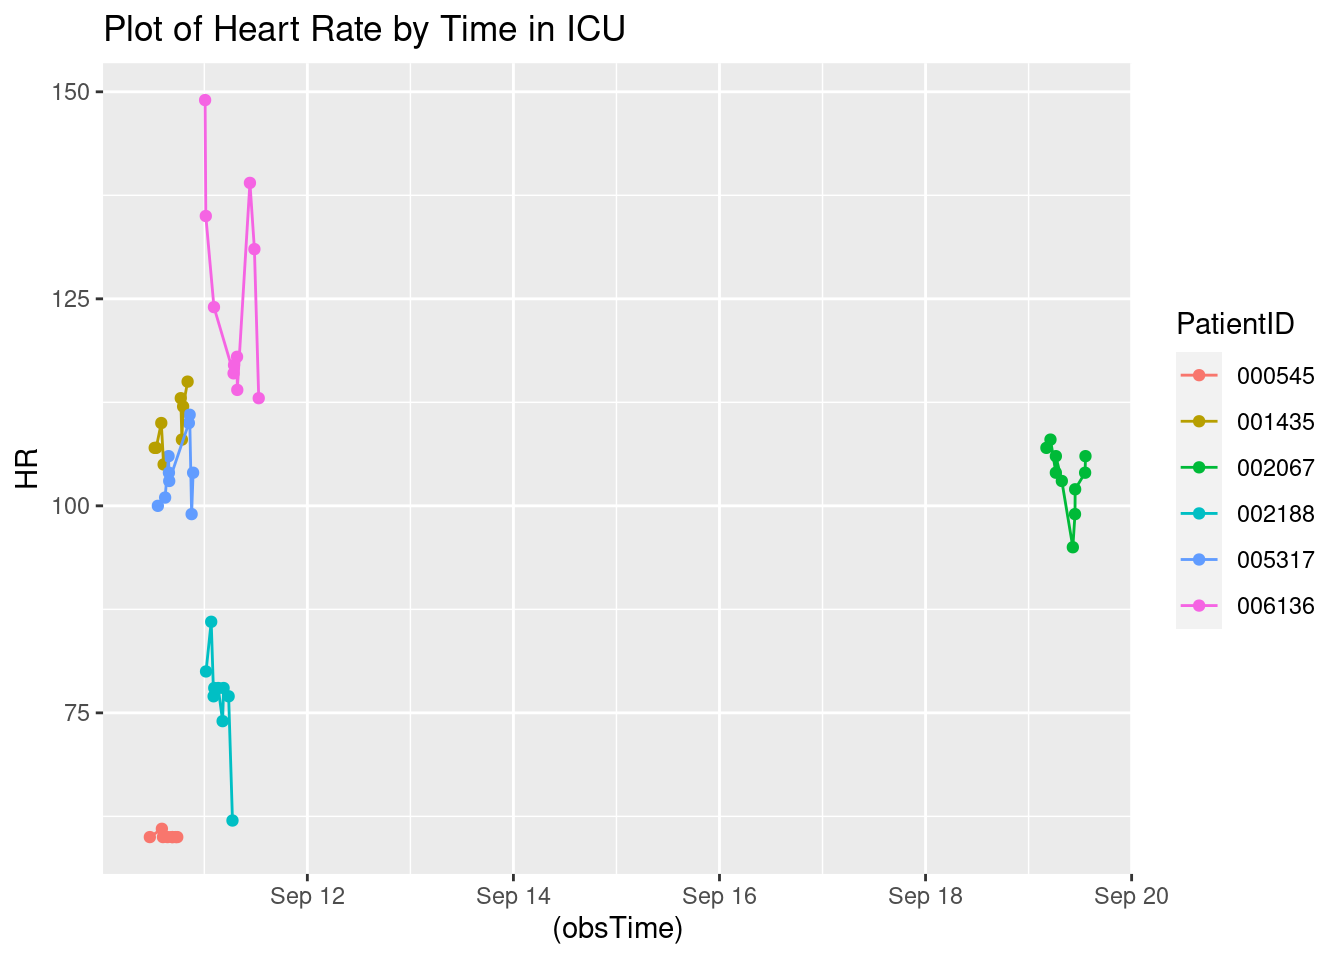 Plot of Heart Rate by Time in ICU
150
125
100
75
HR
Sep 12
Sep 14
Sep 16
Sep 18
Sep 20
(obsTime)
PatientID
000545
001435
002067
002188
005317
006136